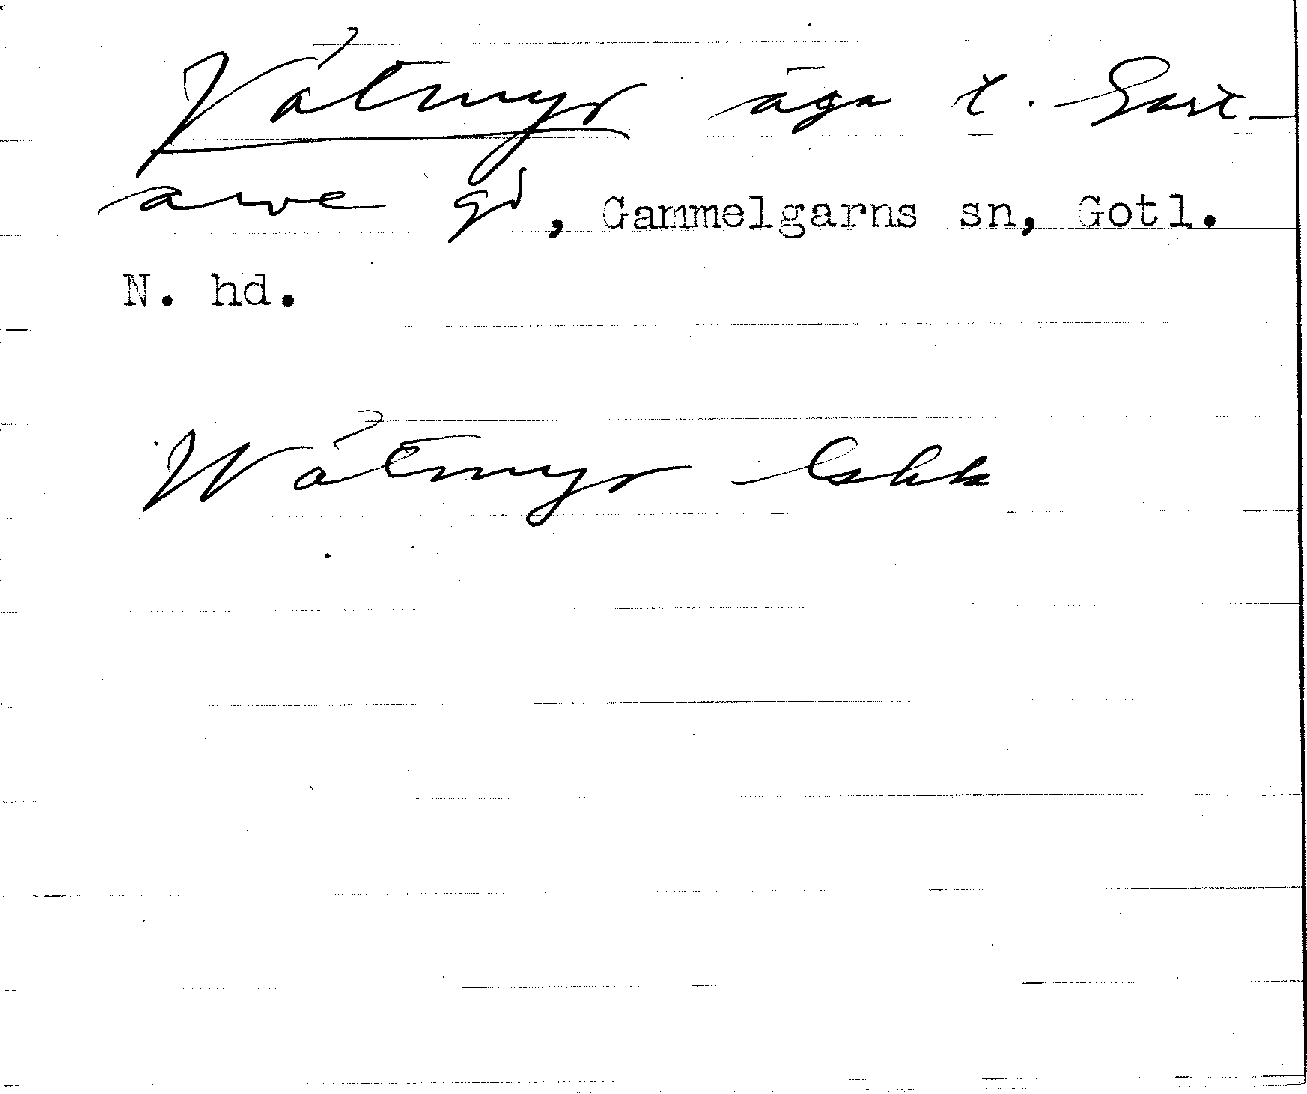 Våtmyr äga t. Gart-
arve gd, Gammelgarns sn, Gotl.
N. hd.
Wåtmyr